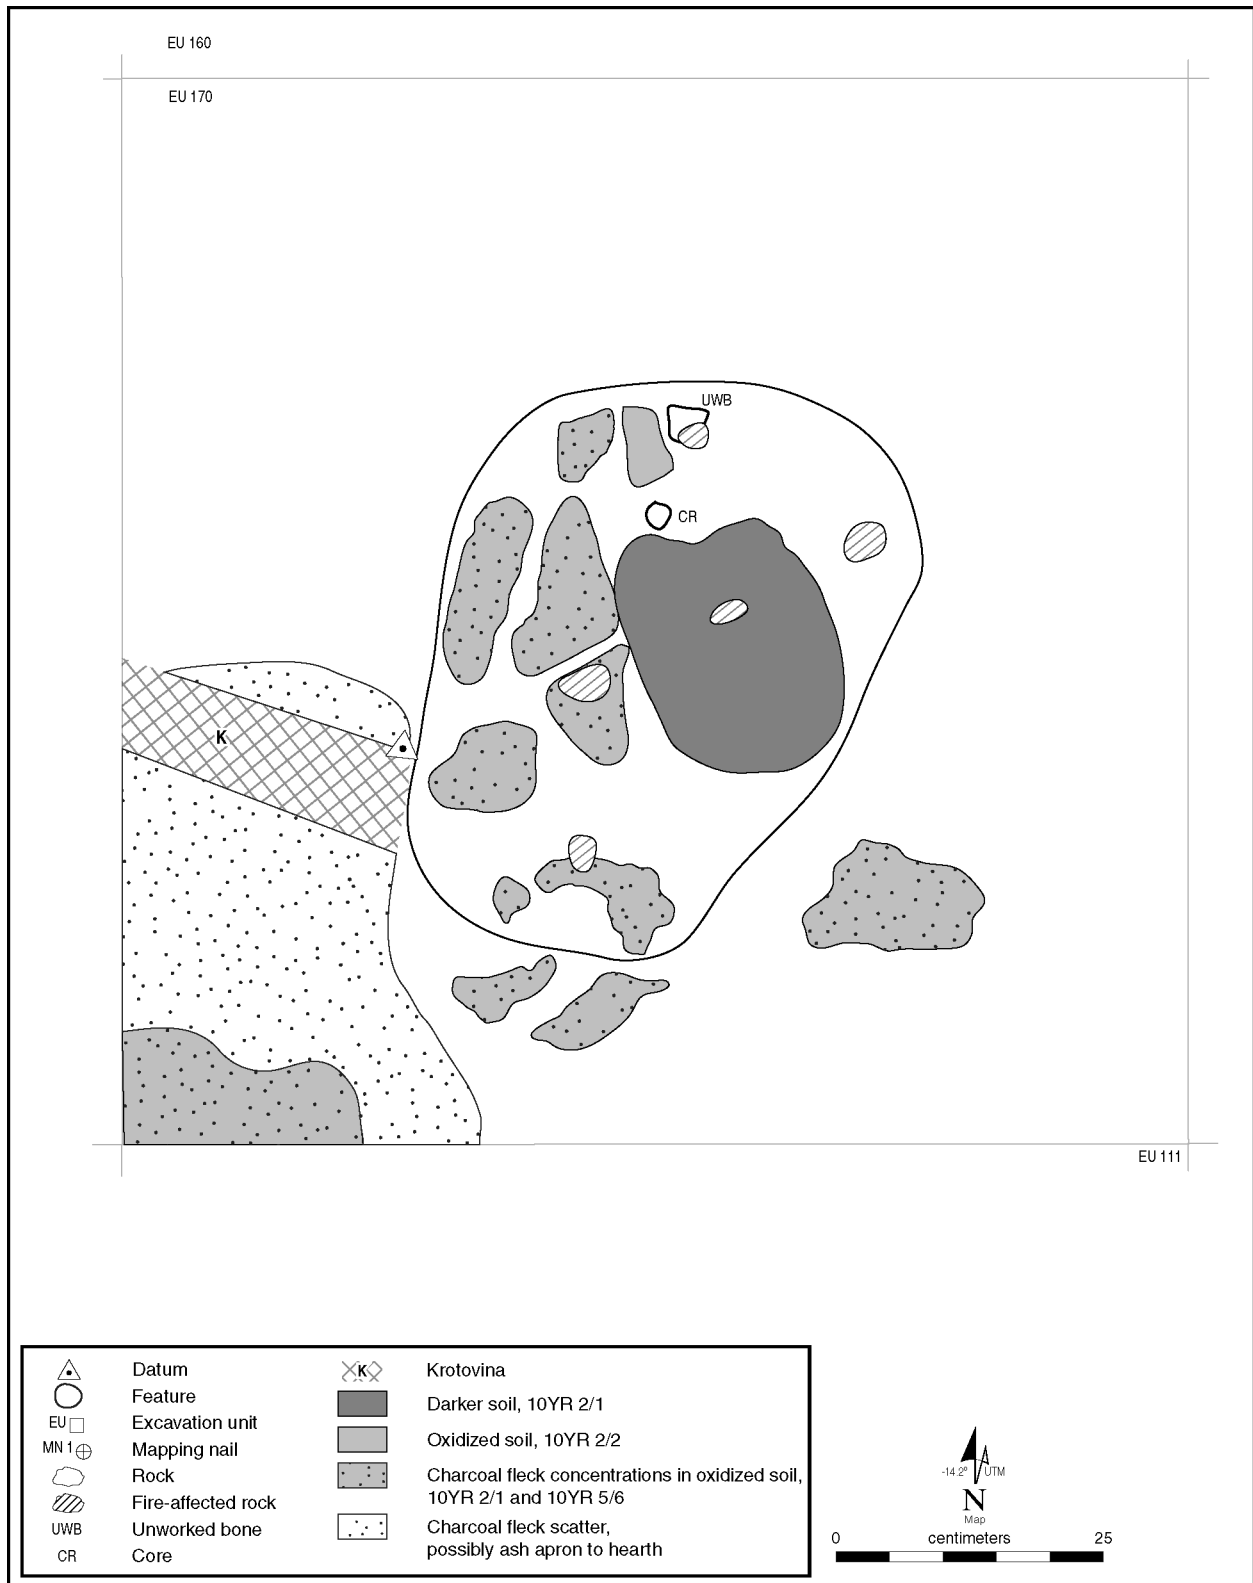 EU 160
EU 170
UWB
CR
K
EU 111
Datum
Feature
EU Excavation unit
MN 1 Mapping nail
Rock
Fire-affected rock
UWB Unworked bone
CR Core
K Krotovina
Darker soil, 10YR 2/1
Oxidized soil, 10YR 2/2
Charcoal fleck concentrations in oxidized soil,
10YR 2/1 and 10YR 5/6
Charcoal fleck scatter,
possibly ash apron to hearth
-14.2° UTM
N
Map
0 centimeters 25